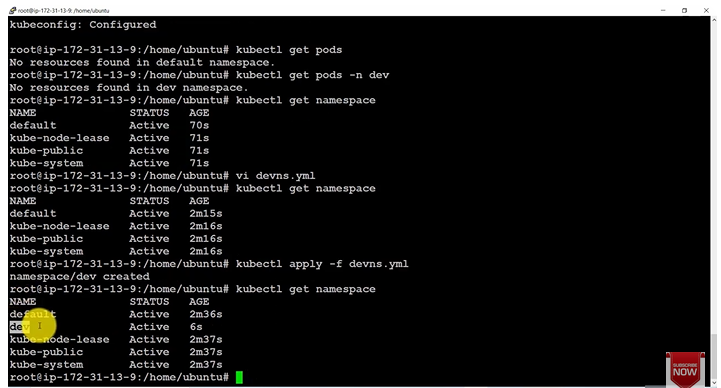 root@ip-172-31-13-9: /home/ubuntu
kubeconfig: Configured
root@ip-172-31-13-9:/home/ubuntu# kubectl get pods
No resources found in default namespace.
root@ip-172-31-13-9:/home/ubuntu# kubectl get pods -n dev
No resources found in dev namespace.
root@ip-172-31-13-9:/home/ubuntu# kubectl get namespace
NAME STATUS AGE
default Active 70s
kube-node-lease Active 71s
kube-public Active 71s
kube-system Active 71s
root@ip-172-31-13-9:/home/ubuntu# vi devns.yml
root@ip-172-31-13-9:/home/ubuntu# kubectl get namespace
NAME STATUS AGE
default Active 2m15s
kube-node-lease Active 2m16s
kube-public Active 2m16s
kube-system Active 2m16s
root@ip-172-31-13-9:/home/ubuntu# kubectl apply -f devns.yml
namespace/dev created
root@ip-172-31-13-9:/home/ubuntu# kubectl get namespace
NAME STATUS AGE
default Active 2m36s
dev Active 6s
kube-node-lease Active 2m37s
kube-public Active 2m37s
kube-system Active 2m37s
root@ip-172-31-13-9:/home/ubuntu#
SUBSCRIBE
NOW